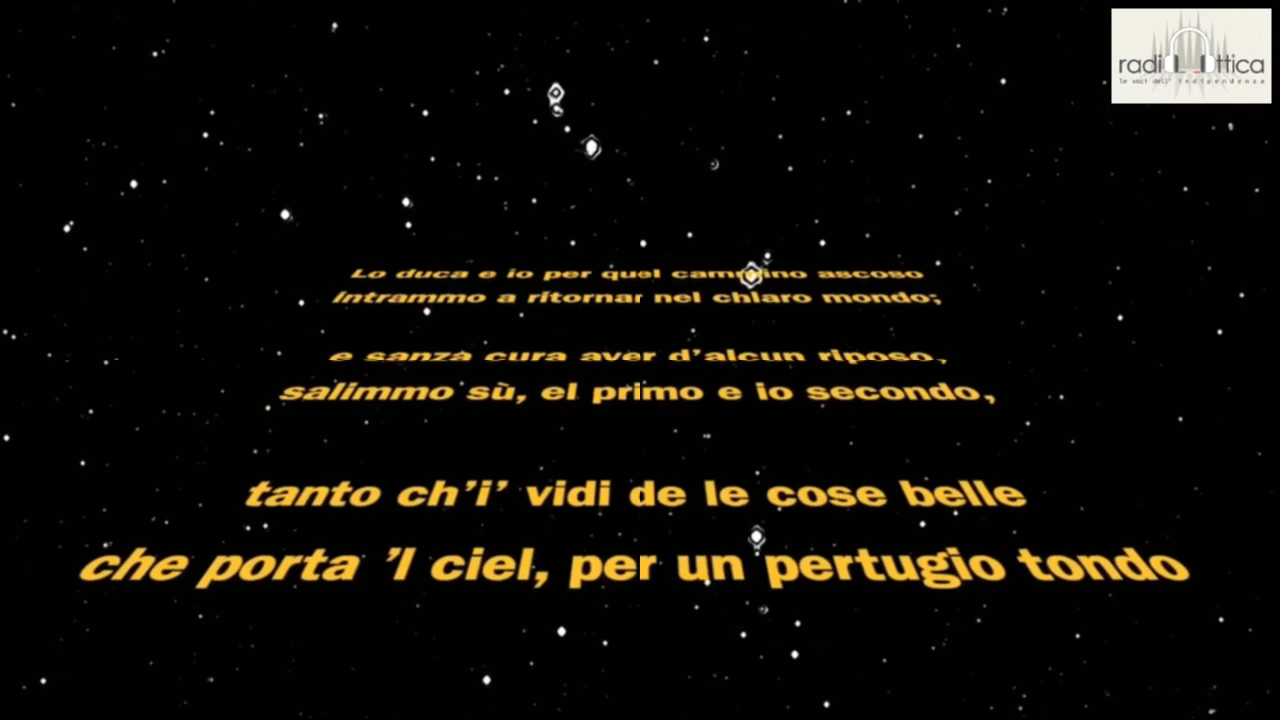 Lo duca e io per quel cammino ascoso
intrammo a ritornar nel chiaro mondo;
e sanza cura aver d'alcun riposo,
salimmo sù, el primo e io secondo,
tanto ch'i' vidi de le cose belle
che porta 'l ciel, per un pertugio tondo
radi ttica
le voci dell' indipendenza